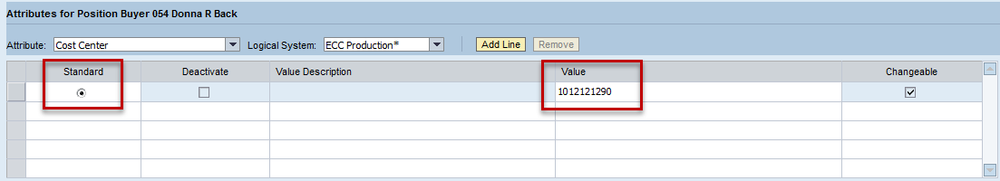 Attributes for Position Buyer 054 Donna R Back
Attribute: Cost Center Logical System: ECC Production* Add Line Remove
Standard Deactivate Value Description Value Changeable
1012121290